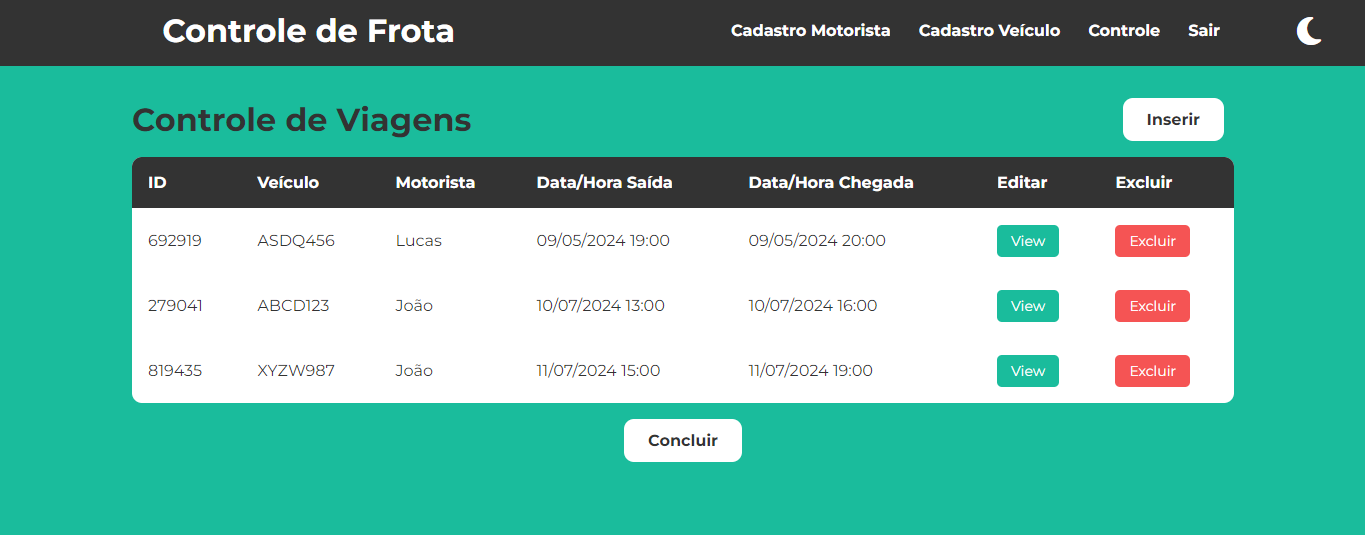 Controle de Frota Cadastro Motorista Cadastro Veículo Controle Sair
Controle de Viagens Inserir
ID Veículo Motorista Data/Hora Saída Data/Hora Chegada Editar Excluir
692919 ASDQ456 Lucas 09/05/2024 19:00 09/05/2024 20:00 View Excluir
279041 ABCD123 João 10/07/2024 13:00 10/07/2024 16:00 View Excluir
819435 XYZW987 João 11/07/2024 15:00 11/07/2024 19:00 View Excluir
Concluir